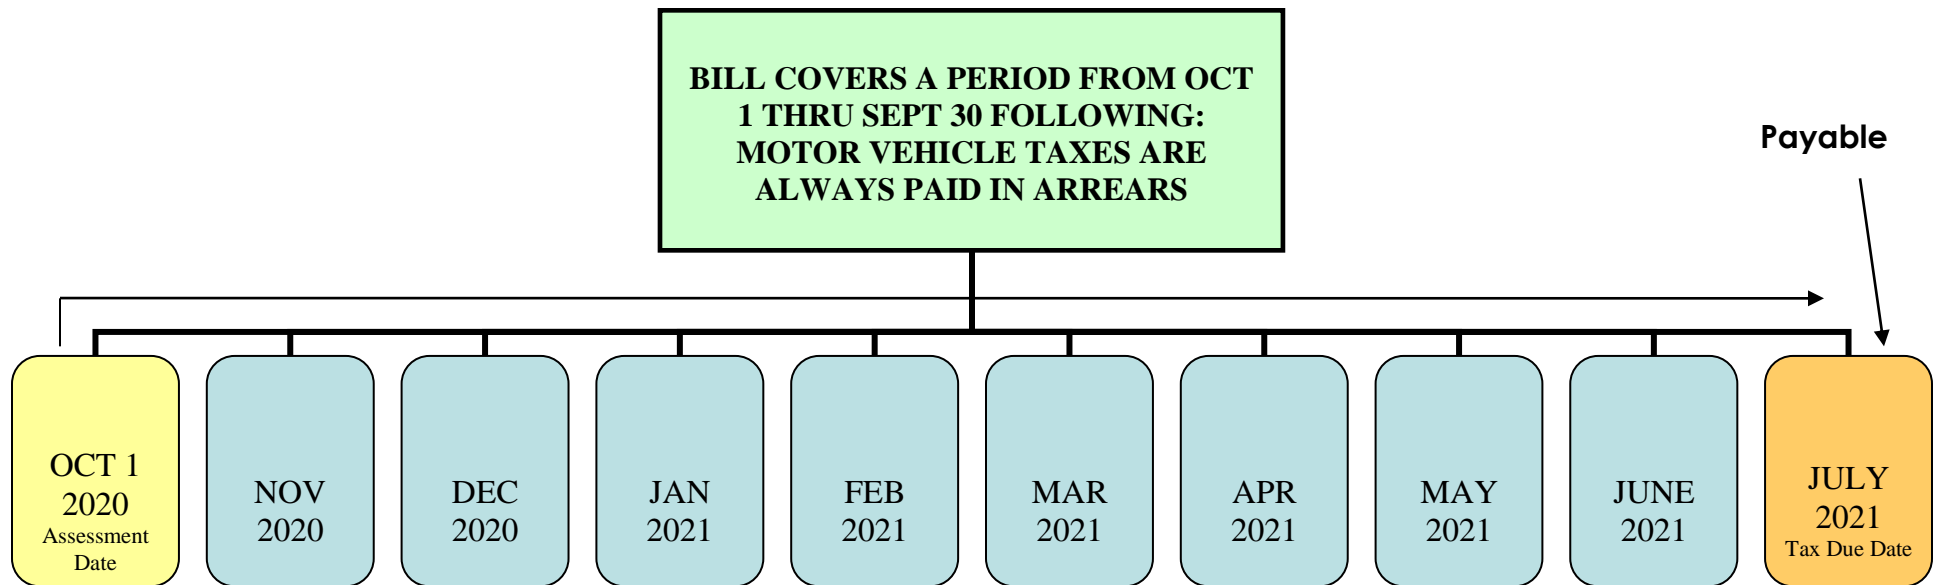 BILL COVERS A PERIOD FROM OCT
1 THRU SEPT 30 FOLLOWING:
MOTOR VEHICLE TAXES ARE
ALWAYS PAID IN ARREARS
Payable
OCT 1
2020
Assessment
Date
NOV
2020
DEC
2020
JAN
2021
FEB
2021
MAR
2021
APR
2021
MAY
2021
JUNE
2021
JULY
2021
Tax Due Date